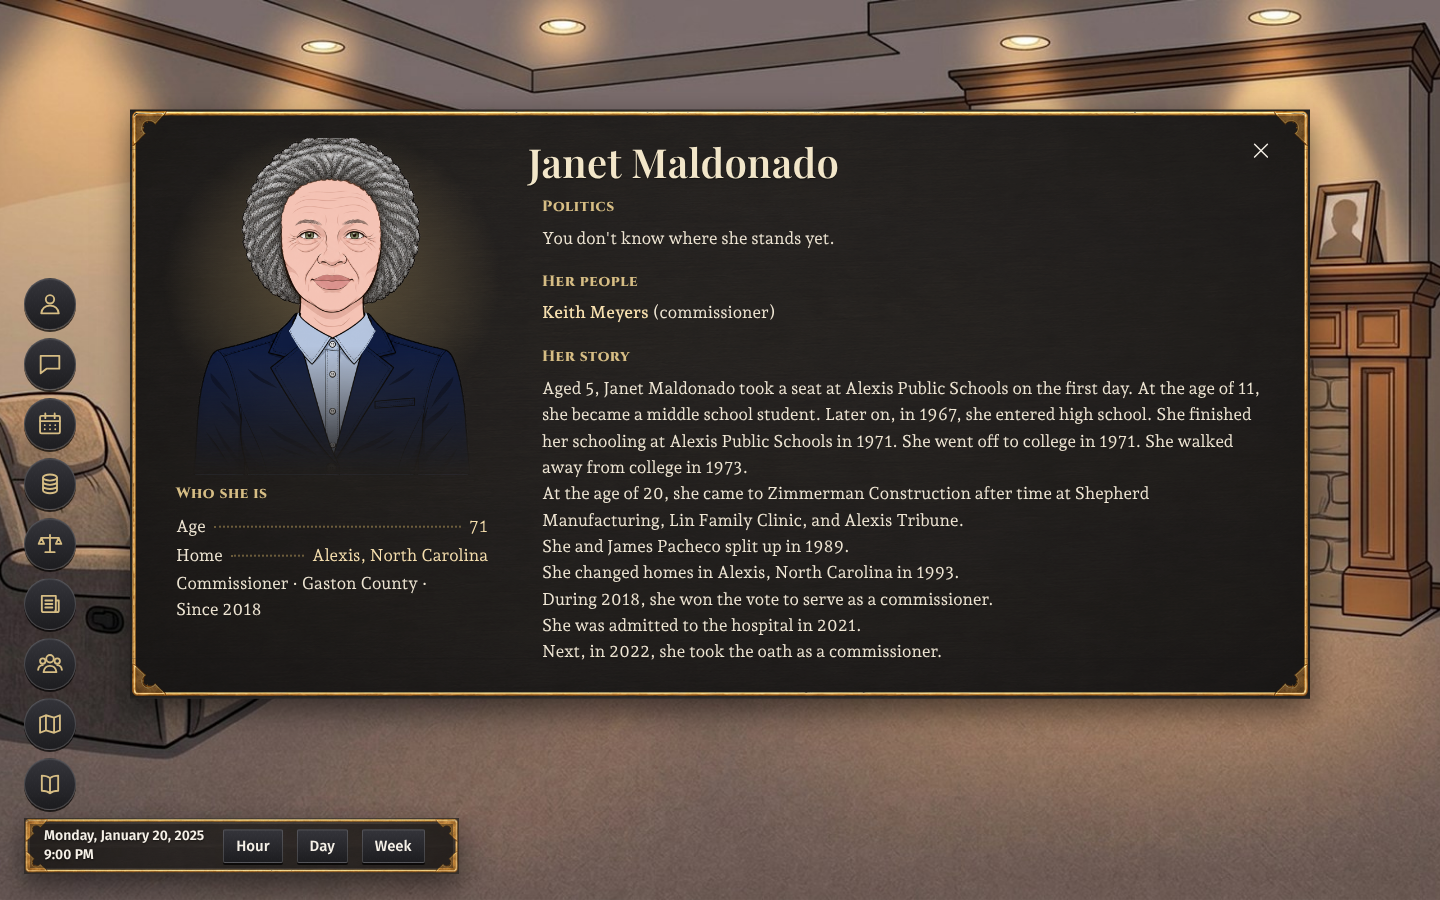 Janet Maldonado
Politics
You don't know where she stands yet.
Her people
Keith Meyers (commissioner)
Her story
Aged 5, Janet Maldonado took a seat at Alexis Public Schools on the first day. At the age of 11,
she became a middle school student. Later on, in 1967, she entered high school. She finished
her schooling at Alexis Public Schools in 1971. She went off to college in 1971. She walked
away from college in 1973.
At the age of 20, she came to Zimmerman Construction after time at Shepherd
Manufacturing, Lin Family Clinic, and Alexis Tribune.
She and James Pacheco split up in 1989.
She changed homes in Alexis, North Carolina in 1993.
During 2018, she won the vote to serve as a commissioner.
She was admitted to the hospital in 2021.
Next, in 2022, she took the oath as a commissioner.
Who she is
Age 71
Home Alexis, North Carolina
Commissioner · Gaston County ·
Since 2018
Monday, January 20, 2025
9:00 PM
Hour
Day
Week